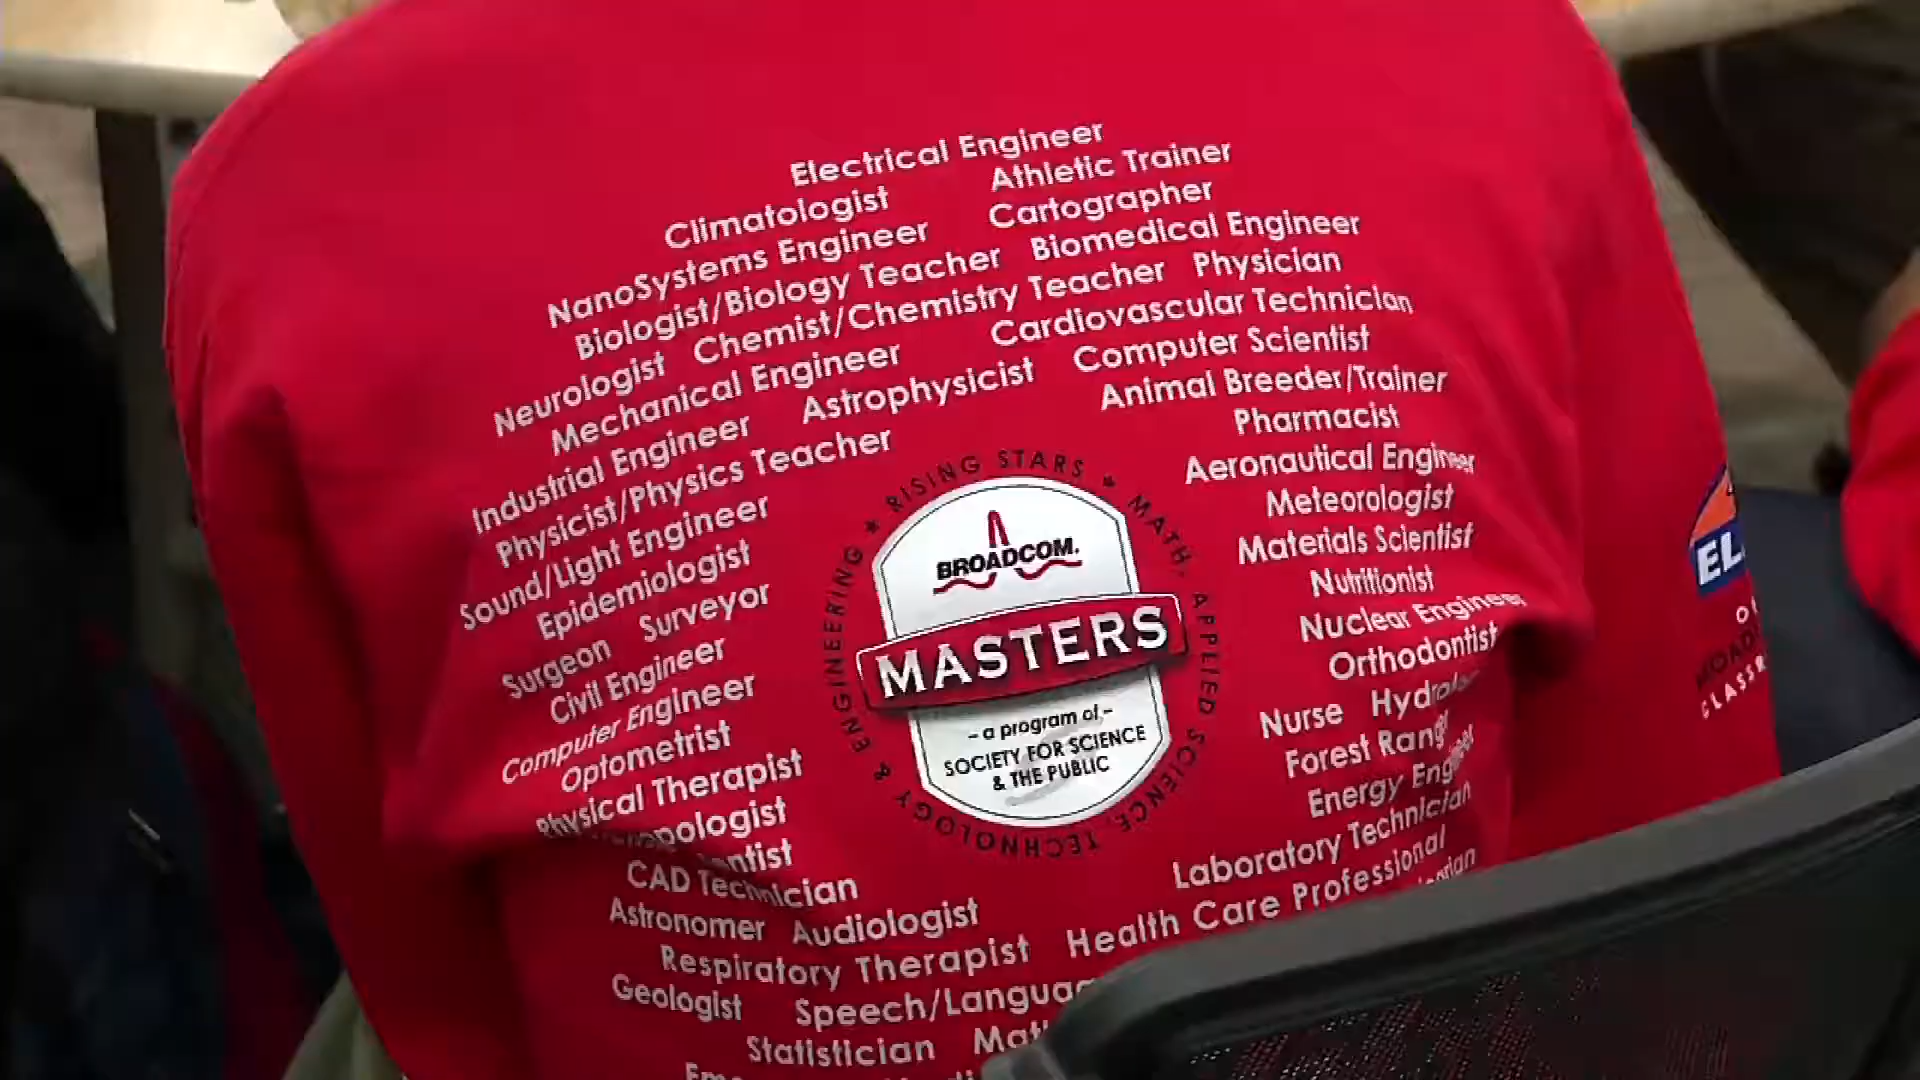 Electrical Engineer
Climatologist Athletic Trainer
NanoSystems Engineer Cartographer
Biologist/Biology Teacher Biomedical Engineer
Neurologist Chemist/Chemistry Teacher Physician
Mechanical Engineer Cardiovascular Technician
Industrial Engineer Astrophysicist Computer Scientist
Physicist/Physics Teacher Animal Breeder/Trainer
Pharmacist
Sound/Light Engineer Aeronautical Engineer
Epidemiologist Meteorologist
Surgeon Surveyor Materials Scientist
Civil Engineer Nutritionist
Computer Engineer Nuclear Engineer
Optometrist Orthodontist
Physical Therapist Nurse
Forest
Energy
CAD Technician Laboratory Technician
Astronomer Audiologist Health Care Professional
Respiratory Therapist
Geologist
Statistician
★ RISING STARS ★ MATH, APPLIED SCIENCE, TECHNOLOGY & ENGINEERING
BROADCOM.
MASTERS
- a program of -
SOCIETY FOR SCIENCE
& THE PUBLIC